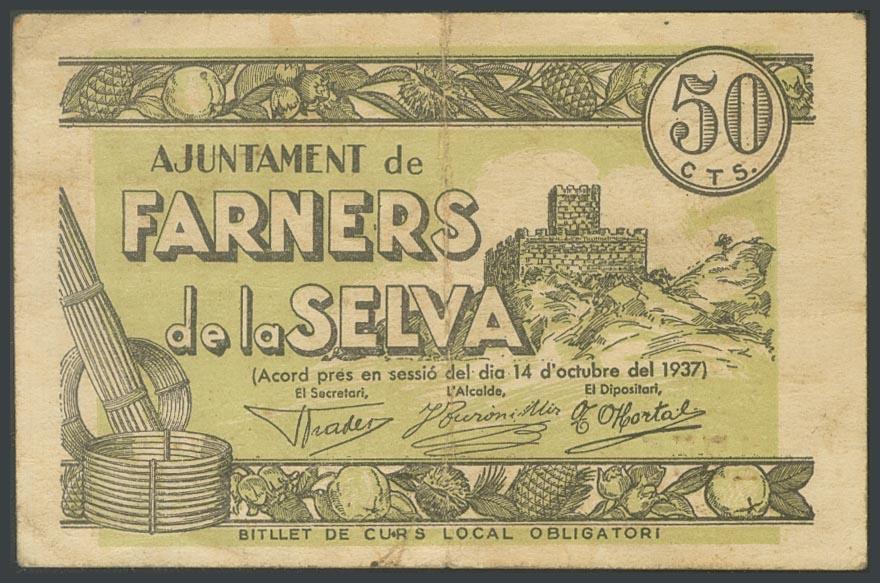 50
CTS.
AJUNTAMENT de
FARNERS
de la SELVA
(Acord pres en sessió del dia 14 d'octubre del 1937)
El Secretari, L'Alcalde, El Dipositari,
BITLLET DE CURS LOCAL OBLIGATORI